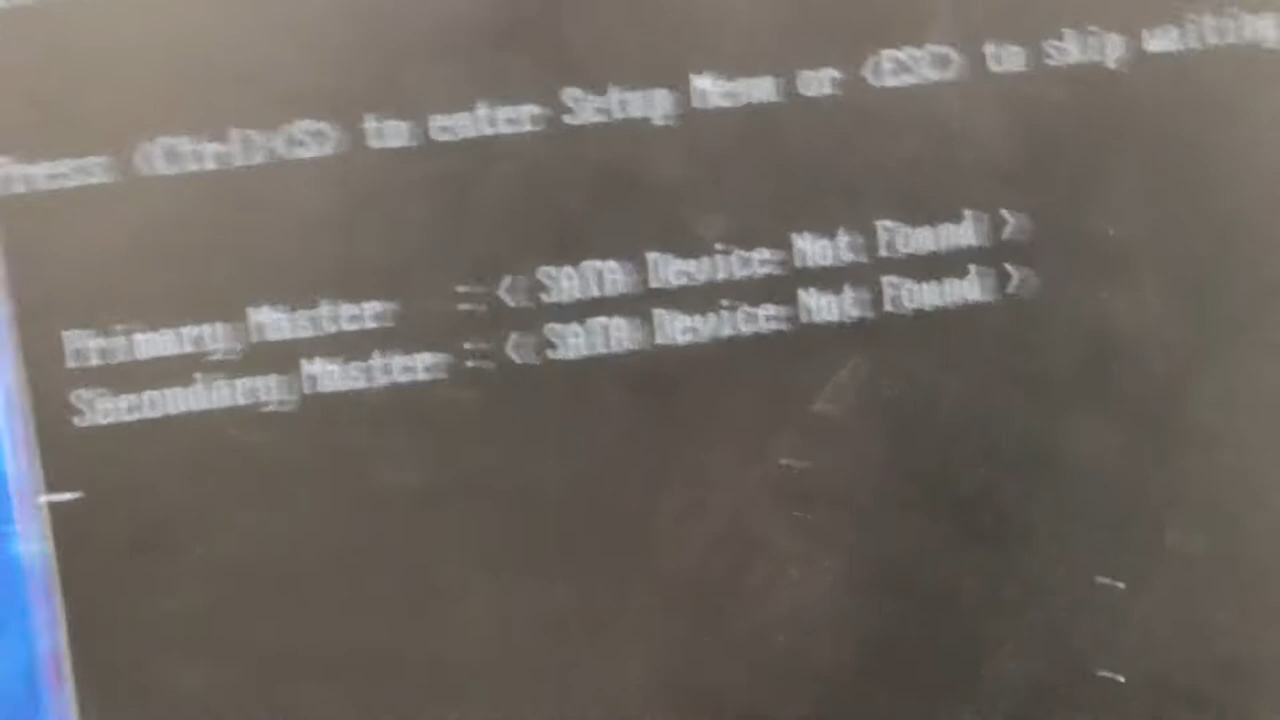 Press <Ctrl><S> to enter Setup Menu or <ESC> to skip waiting
Primary Master = < SATA Device Not Found >
Secondary Master = < SATA Device Not Found >